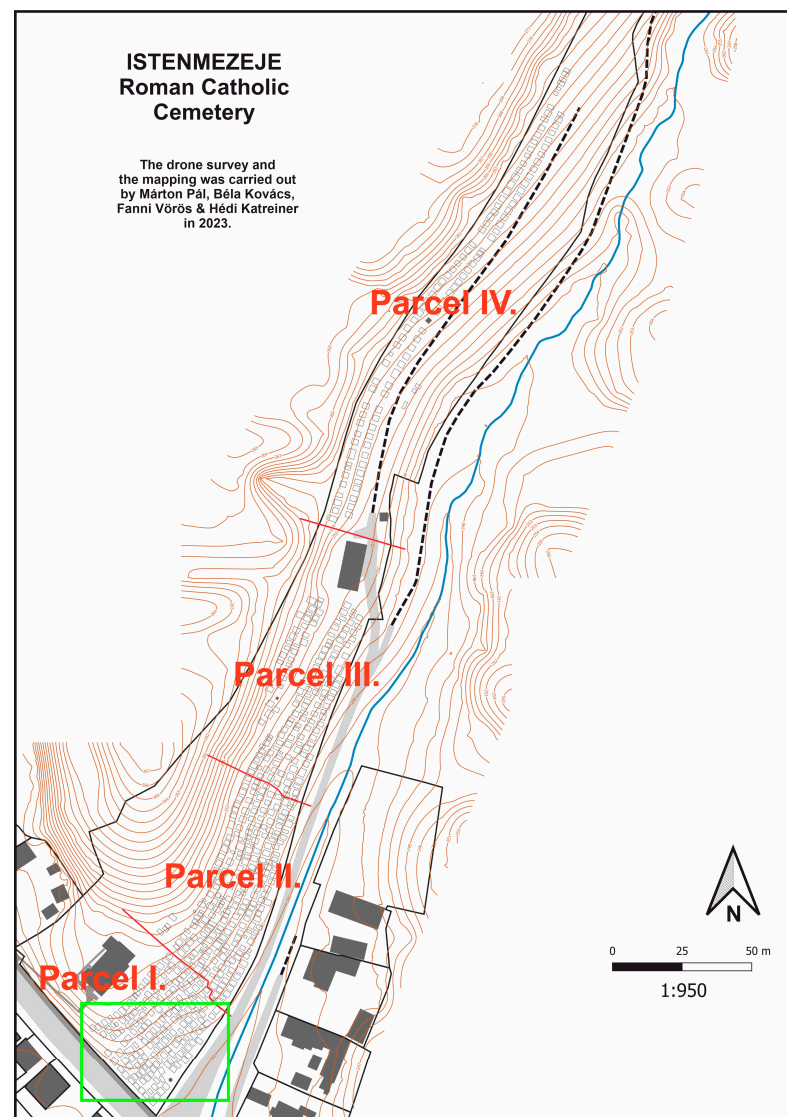 ISTENMEZEJE
Roman Catholic
Cemetery
The drone survey and
the mapping was carried out
by Márton Pál, Béla Kovács,
Fanni Vörös & Hédi Katreiner
in 2023.
Parcel IV.
Parcel III.
Parcel II.
Parcel I.
N
0 25 50 m
1:950